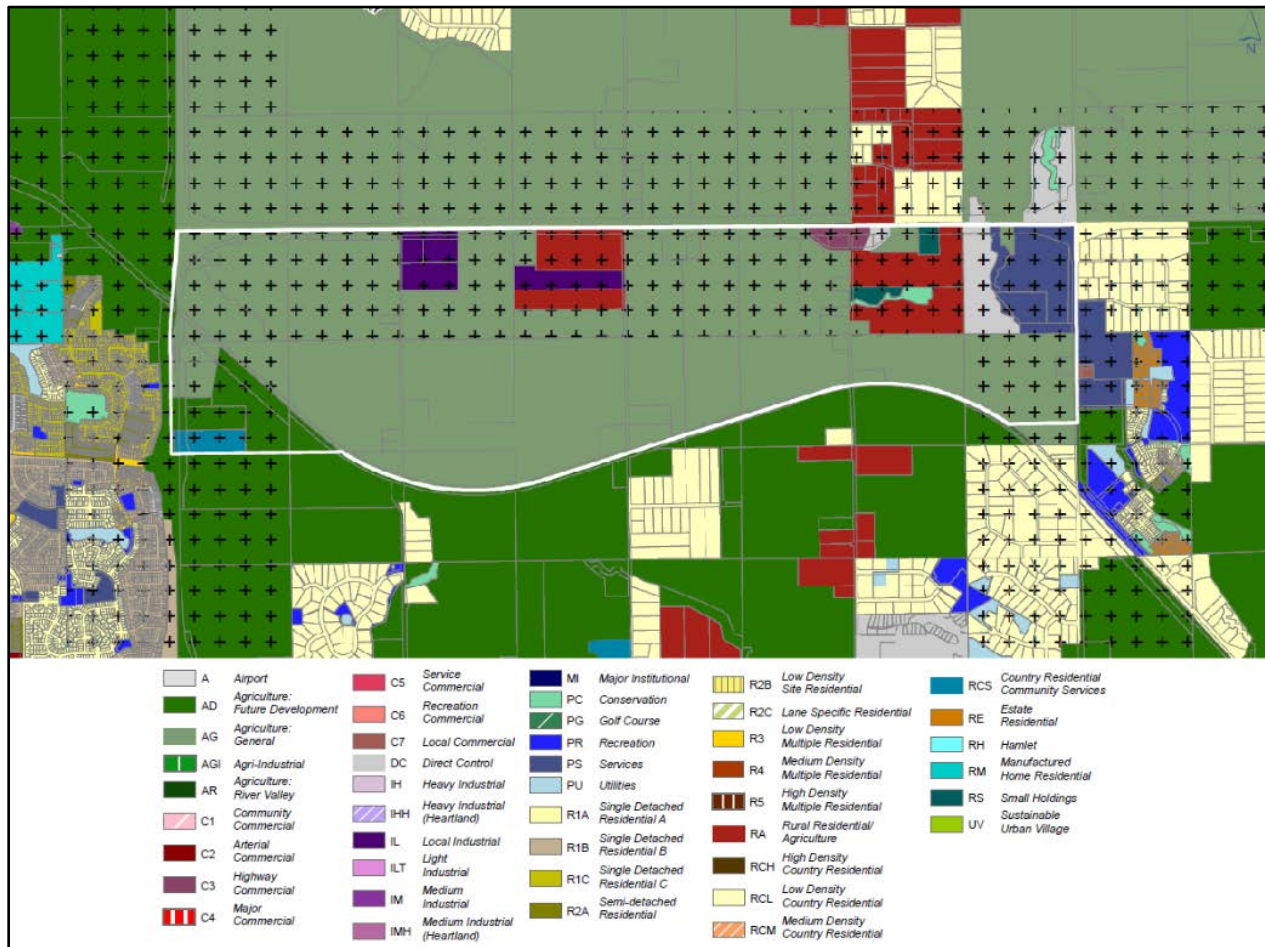 N
A Airport
AD Agriculture:
Future Development
AG Agriculture:
General
AGI Agri-Industrial
AR Agriculture:
River Valley
C1 Community
Commercial
C2 Arterial
Commercial
C3 Highway
Commercial
C4 Major
Commercial
C5 Service
Commercial
C6 Recreation
Commercial
C7 Local Commercial
DC Direct Control
IH Heavy Industrial
IHH Heavy Industrial
(Heartland)
IL Local Industrial
ILT Light
Industrial
IM Medium
Industrial
IMH Medium Industrial
(Heartland)
MI Major Institutional
PC Conservation
PG Golf Course
PR Recreation
PS Services
PU Utilities
R1A Single Detached
Residential A
R1B Single Detached
Residential B
R1C Single Detached
Residential C
R2A Semi-detached
Residential
R2B Low Density
Site Residential
R2C Lane Specific Residential
R3 Low Density
Multiple Residential
R4 Medium Density
Multiple Residential
R5 High Density
Multiple Residential
RA Rural Residential/
Agriculture
RCH High Density
Country Residential
RCL Low Density
Country Residential
RCM Medium Density
Country Residential
RCS Country Residential
Community Services
RE Estate
Residential
RH Hamlet
RM Manufactured
Home Residential
RS Small Holdings
UV Sustainable
Urban Village